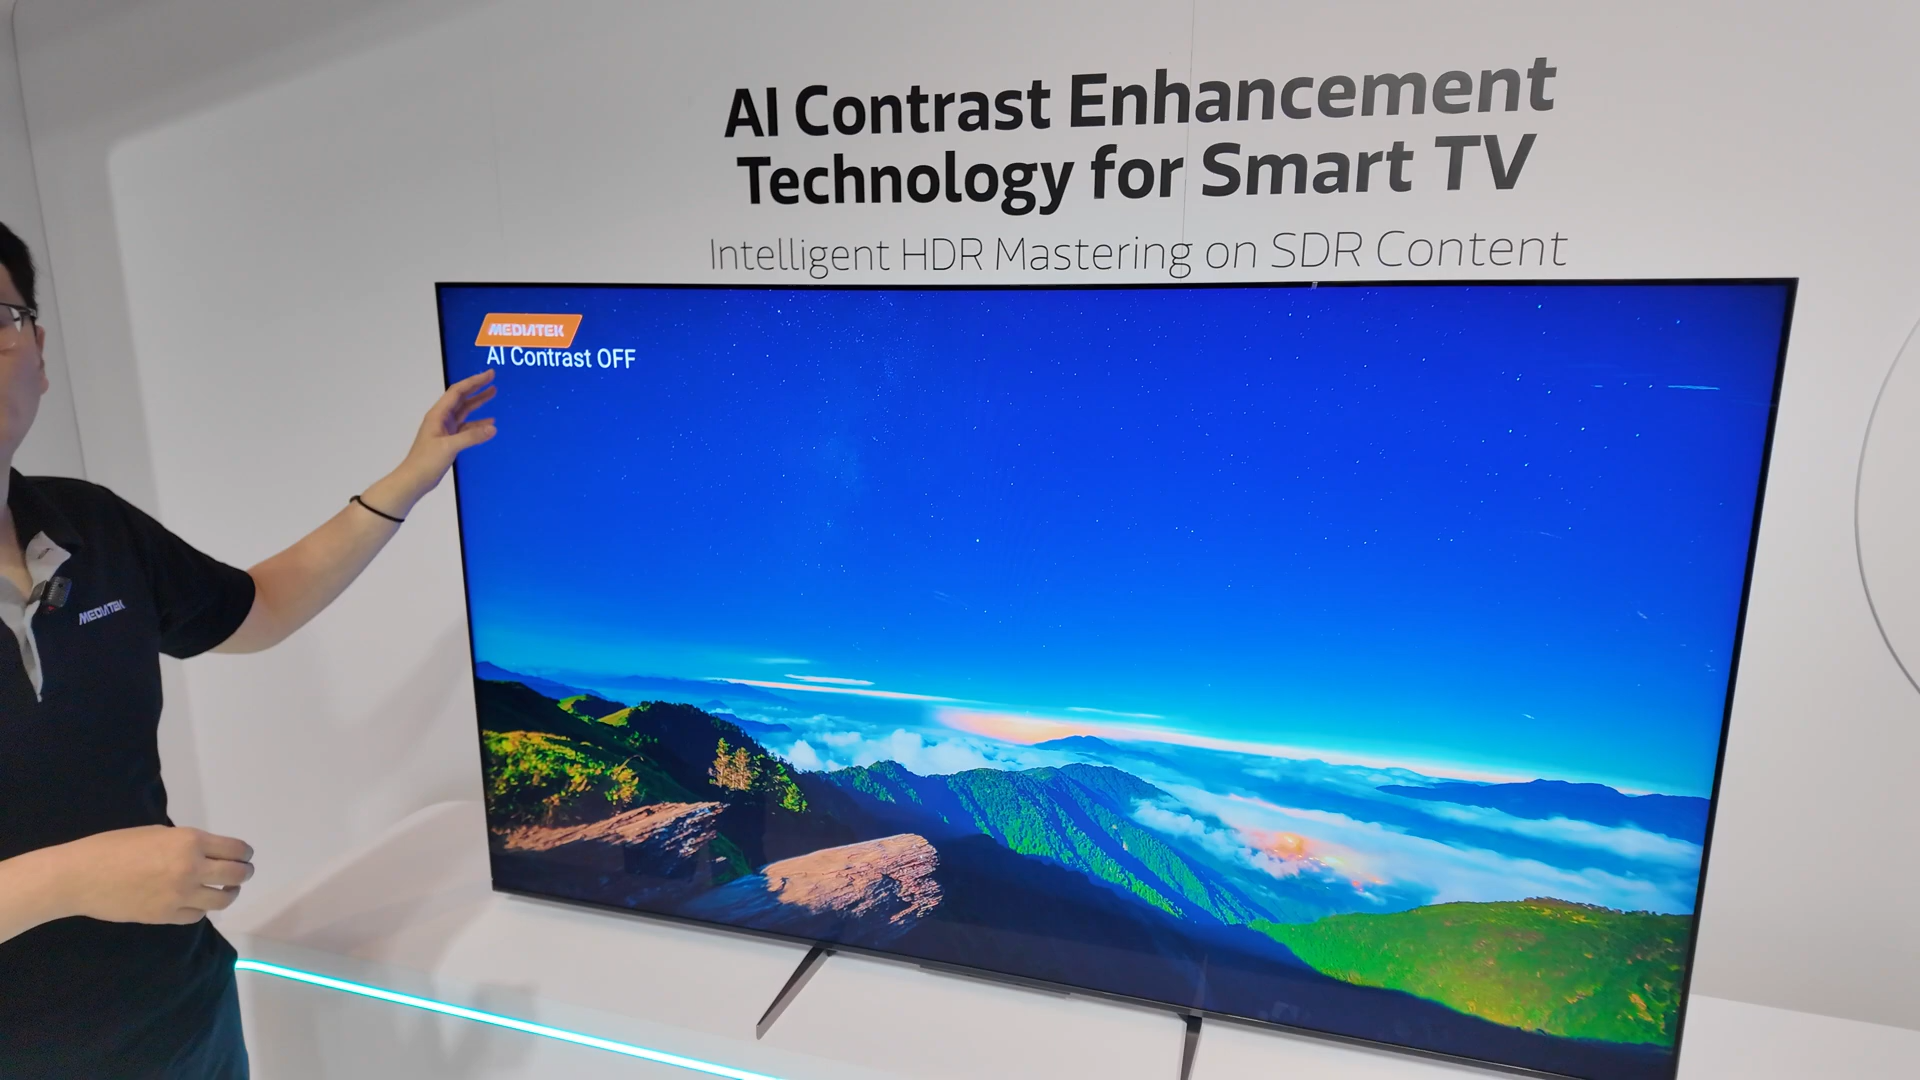 AI Contrast Enhancement
Technology for Smart TV
Intelligent HDR Mastering on SDR Content
MEDIATEK
AI Contrast OFF
MEDIATEK